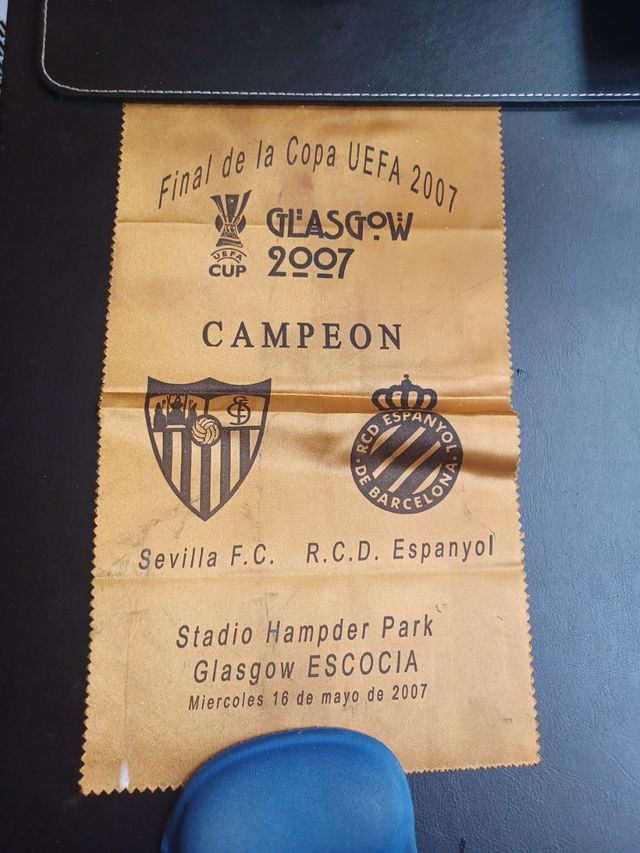 Final de la Copa UEFA 2007
GLASGOW
2007
UEFA
CUP
CAMPEON
RCD ESPANYOL
DE BARCELONA
Sevilla F.C. R.C.D. Espanyol
Stadio Hampder Park
Glasgow ESCOCIA
Miercoles 16 de mayo de 2007